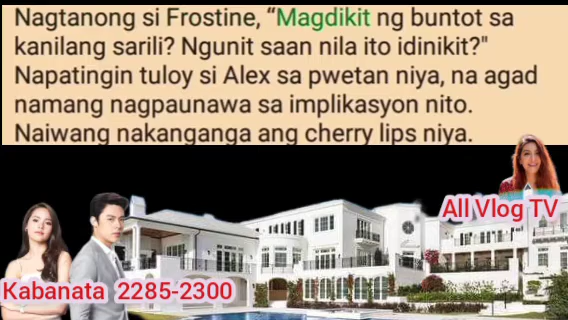 Nagtanong si Frostine, “Magdikit ng buntot sa
kanilang sarili? Ngunit saan nila ito idinikit?"
Napatingin tuloy si Alex sa pwetan niya, na agad
namang nagpaunawa sa implikasyon nito.
Naiwang nakanganga ang cherry lips niya.
All Vlog TV
Kabanata 2285-2300